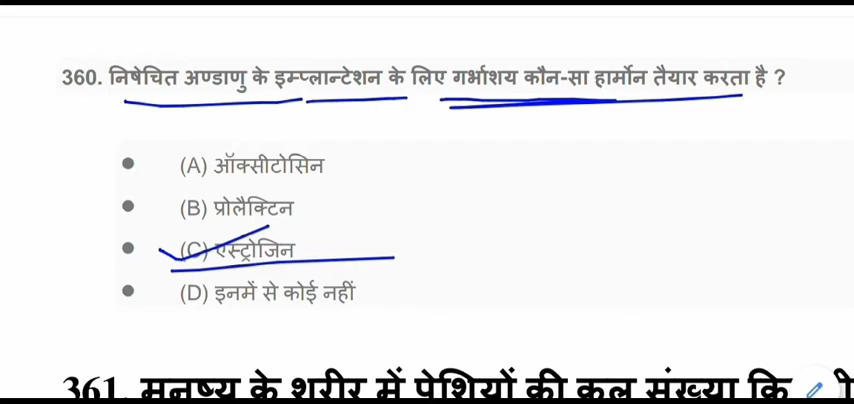 360. निषेचित अण्डाणु के इम्प्लान्टेशन के लिए गर्भाशय कौन-सा हार्मोन तैयार करता है ?
(A) ऑक्सीटोसिन
(B) प्रोलैक्टिन
(C) एस्ट्रोजिन
(D) इनमें से कोई नहीं
361. मनुष्य के शरीर में पेशियों की कुल संख्या